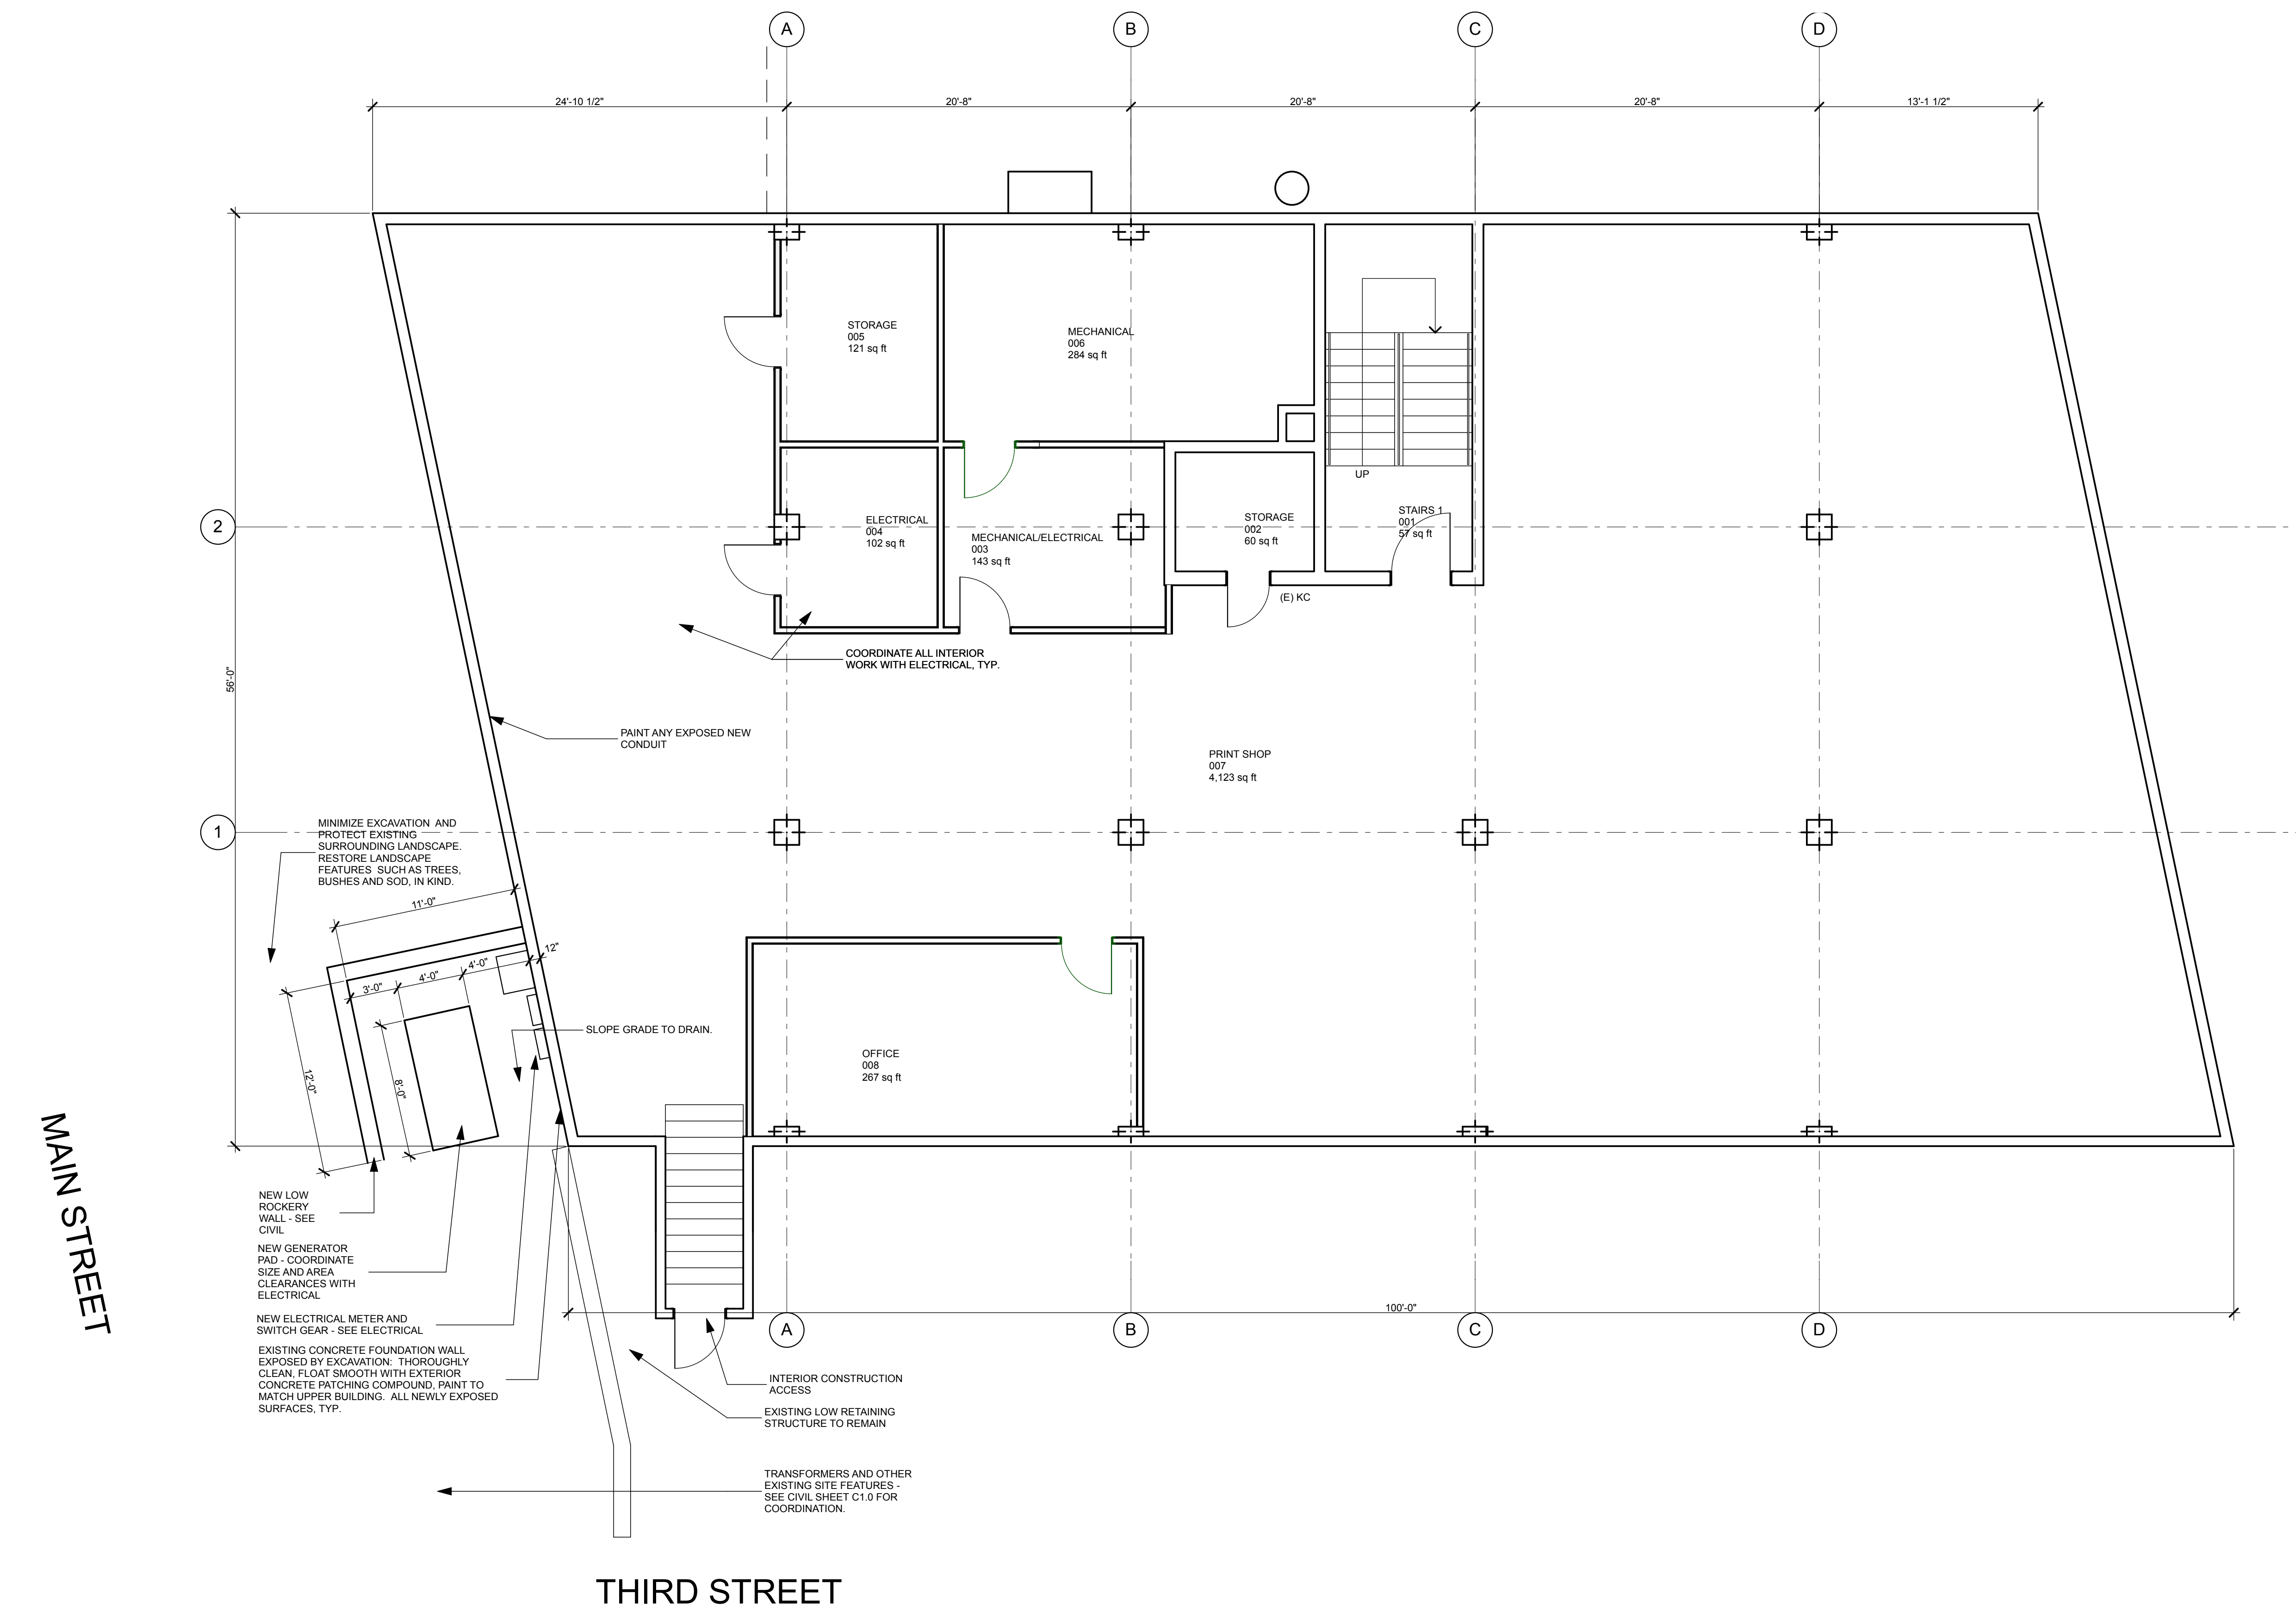 A
B
C
D
24'-10 1/2"
20'-8"
20'-8"
20'-8"
13'-1 1/2"
STORAGE
005
121 sq ft
MECHANICAL
006
284 sq ft
UP
2
ELECTRICAL
004
102 sq ft
MECHANICAL/ELECTRICAL
003
143 sq ft
STORAGE
002
60 sq ft
STAIRS 1
001
57 sq ft
(E) KC
COORDINATE ALL INTERIOR
WORK WITH ELECTRICAL, TYP.
56'-0"
PAINT ANY EXPOSED NEW
CONDUIT
PRINT SHOP
007
4,123 sq ft
1
MINIMIZE EXCAVATION AND
PROTECT EXISTING
SURROUNDING LANDSCAPE.
RESTORE LANDSCAPE
FEATURES SUCH AS TREES,
BUSHES AND SOD, IN KIND.
11'-0"
12"
4'-0"
4'-0"
3'-0"
12'-0"
8'-0"
SLOPE GRADE TO DRAIN.
OFFICE
008
267 sq ft
MAIN STREET
NEW LOW
ROCKERY
WALL - SEE
CIVIL
NEW GENERATOR
PAD - COORDINATE
SIZE AND AREA
CLEARANCES WITH
ELECTRICAL
NEW ELECTRICAL METER AND
SWITCH GEAR - SEE ELECTRICAL
EXISTING CONCRETE FOUNDATION WALL
EXPOSED BY EXCAVATION: THOROUGHLY
CLEAN, FLOAT SMOOTH WITH EXTERIOR
CONCRETE PATCHING COMPOUND, PAINT TO
MATCH UPPER BUILDING. ALL NEWLY EXPOSED
SURFACES, TYP.
100'-0"
A
B
C
D
INTERIOR CONSTRUCTION
ACCESS
EXISTING LOW RETAINING
STRUCTURE TO REMAIN
TRANSFORMERS AND OTHER
EXISTING SITE FEATURES -
SEE CIVIL SHEET C1.0 FOR
COORDINATION.
THIRD STREET